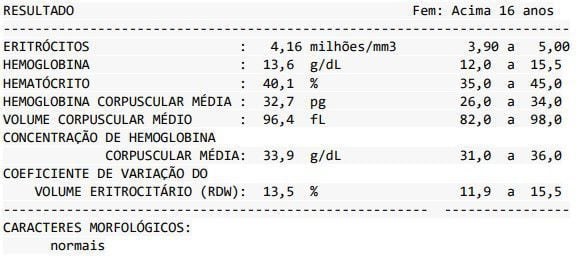 RESULTADO Fem: Acima 16 anos
ERITRÓCITOS : 4,16 milhões/mm3 3,90 a 5,00
HEMOGLOBINA : 13,6 g/dL 12,0 a 15,5
HEMATÓCRITO : 40,1 % 35,0 a 45,0
HEMOGLOBINA CORPUSCULAR MÉDIA : 32,7 pg 26,0 a 34,0
VOLUME CORPUSCULAR MÉDIO : 96,4 fL 82,0 a 98,0
CONCENTRAÇÃO DE HEMOGLOBINA
CORPUSCULAR MÉDIA: 33,9 g/dL 31,0 a 36,0
COEFICIENTE DE VARIAÇÃO DO
VOLUME ERITROCITÁRIO (RDW): 13,5 % 11,9 a 15,5
CARACTERES MORFOLÓGICOS:
normais